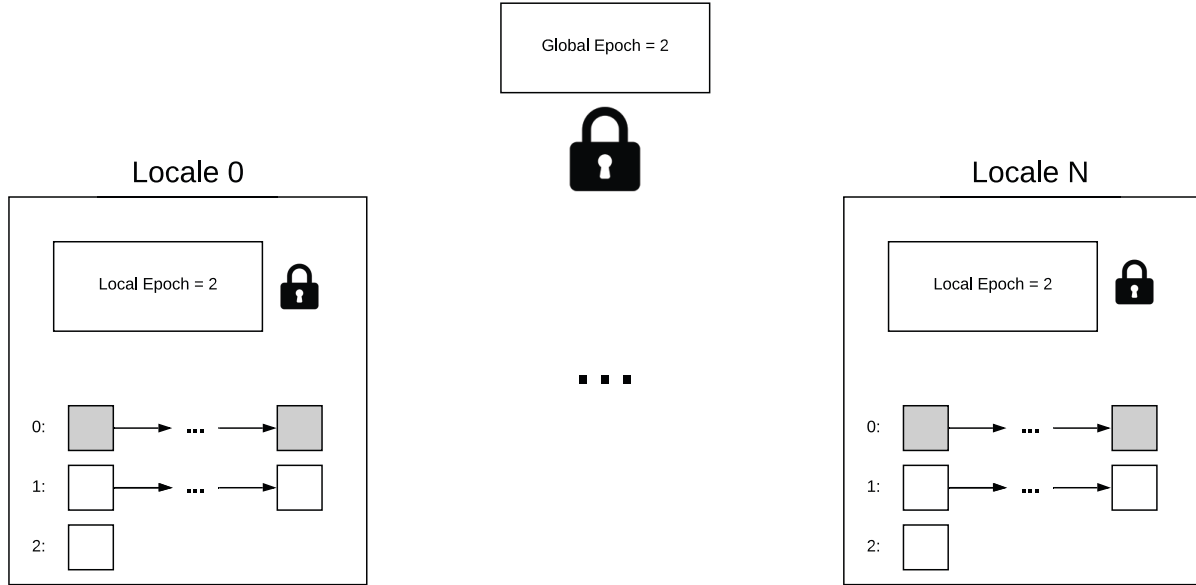 Global Epoch = 2
Locale 0
Locale N
Local Epoch = 2
Local Epoch = 2
...
0:
...
0:
...
1:
...
1:
...
2:
2: